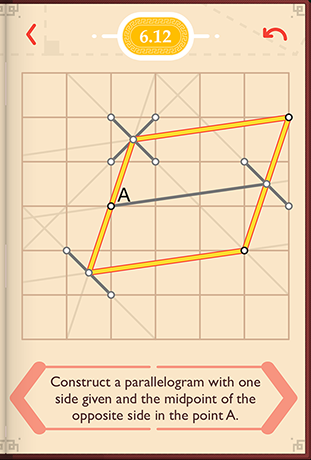 6.12
A
Construct a parallelogram with one
side given and the midpoint of the
opposite side in the point A.